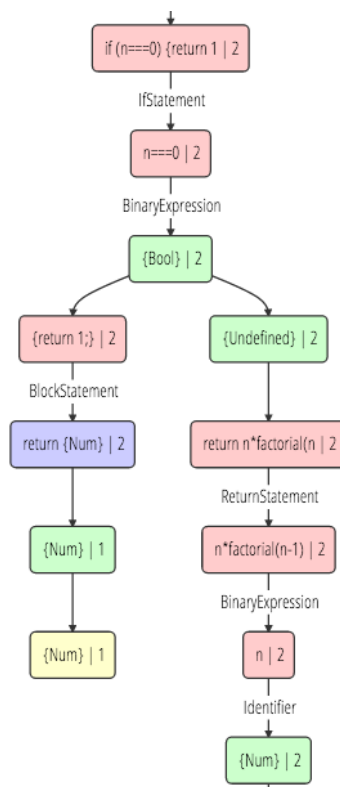 if (n===0) {return 1 | 2
IfStatement
n===0 | 2
BinaryExpression
{Bool} | 2
{return 1;} | 2
{Undefined} | 2
BlockStatement
return {Num} | 2
return n*factorial(n | 2
ReturnStatement
{Num} | 1
n*factorial(n-1) | 2
BinaryExpression
{Num} | 1
n | 2
Identifier
{Num} | 2